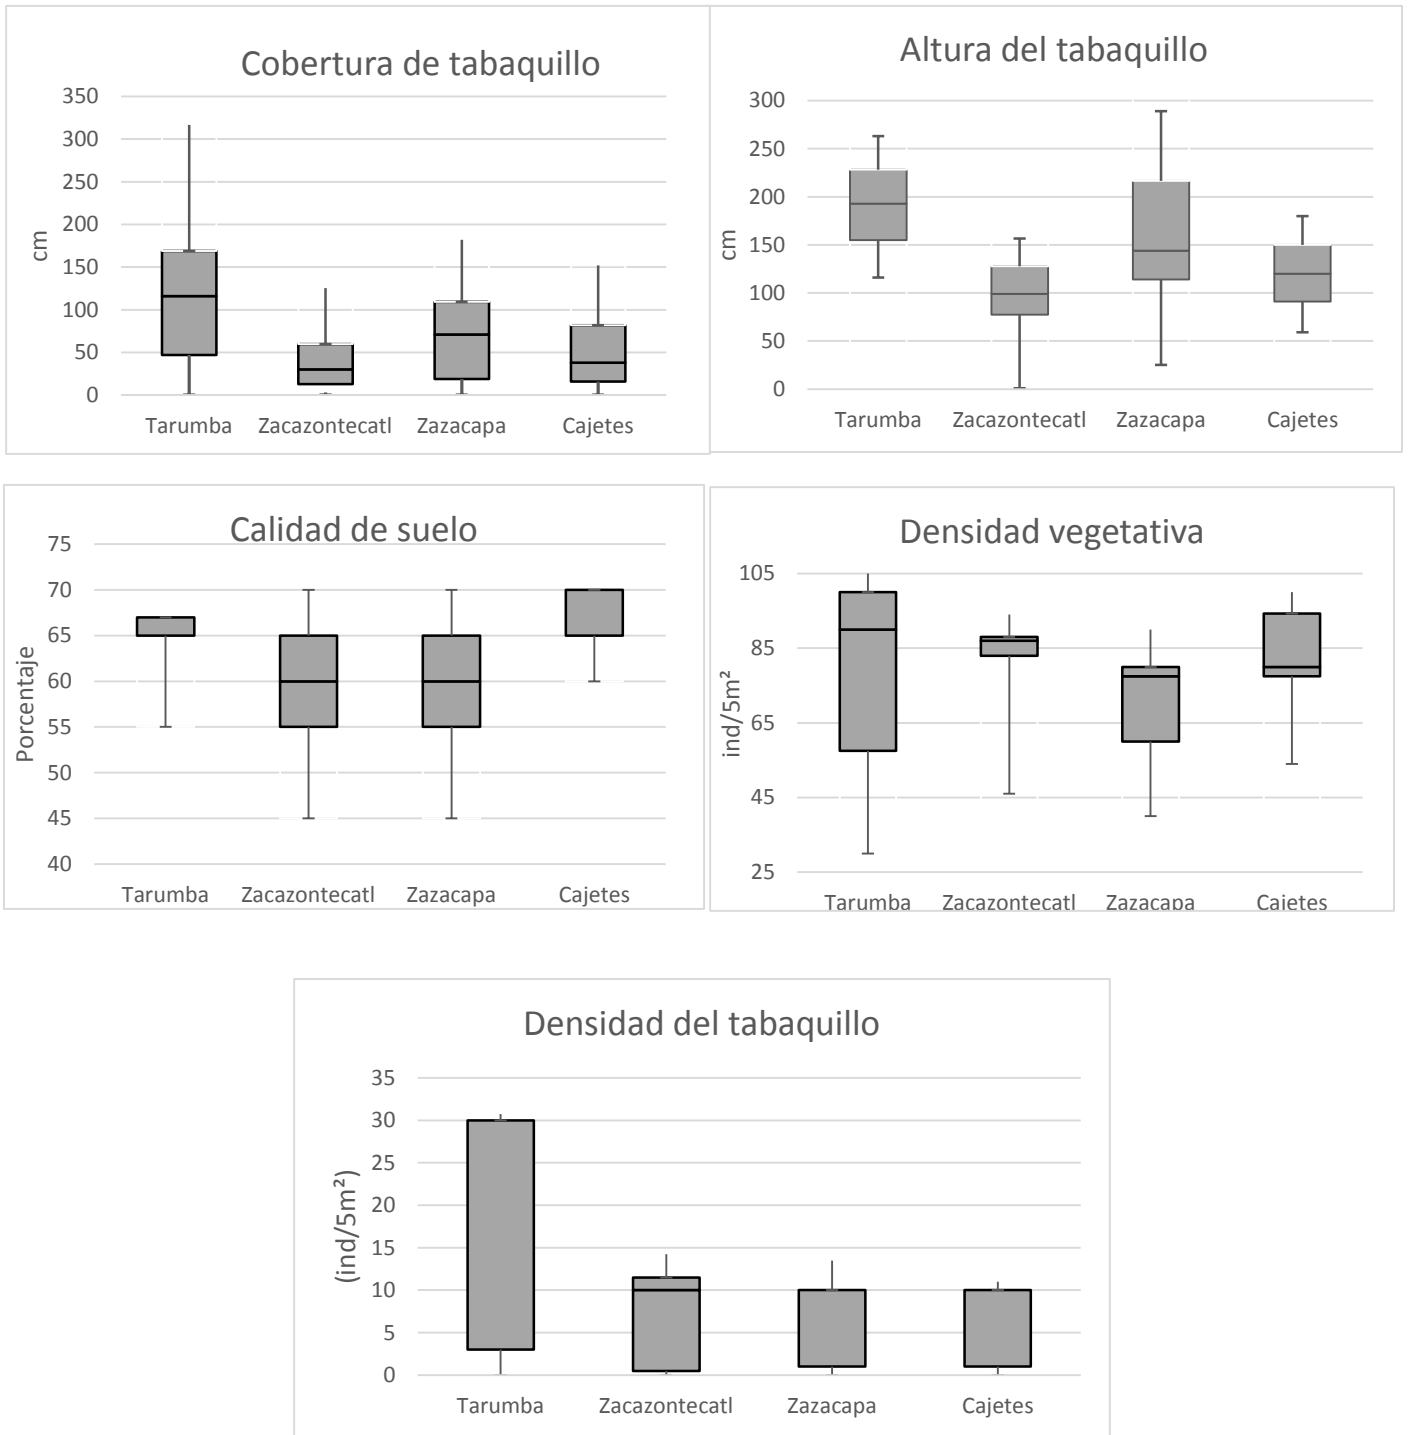 Cobertura de tabaquillo
350
300
250
200
150
100
50
0
cm
Tarumba Zacazontecatl Zazacapa Cajetes
Altura del tabaquillo
300
250
200
150
100
50
0
cm
Tarumba Zacazontecatl Zazacapa Cajetes
Calidad de suelo
75
70
65
60
55
50
45
40
Porcentaje
Tarumba Zacazontecatl Zazacapa Cajetes
Densidad vegetativa
105
85
65
45
25
ind/5m²
Tarumba Zacazontecatl Zazacapa Cajetes
Densidad del tabaquillo
35
30
25
20
15
10
5
0
(ind/5m²)
Tarumba Zacazontecatl Zazacapa Cajetes